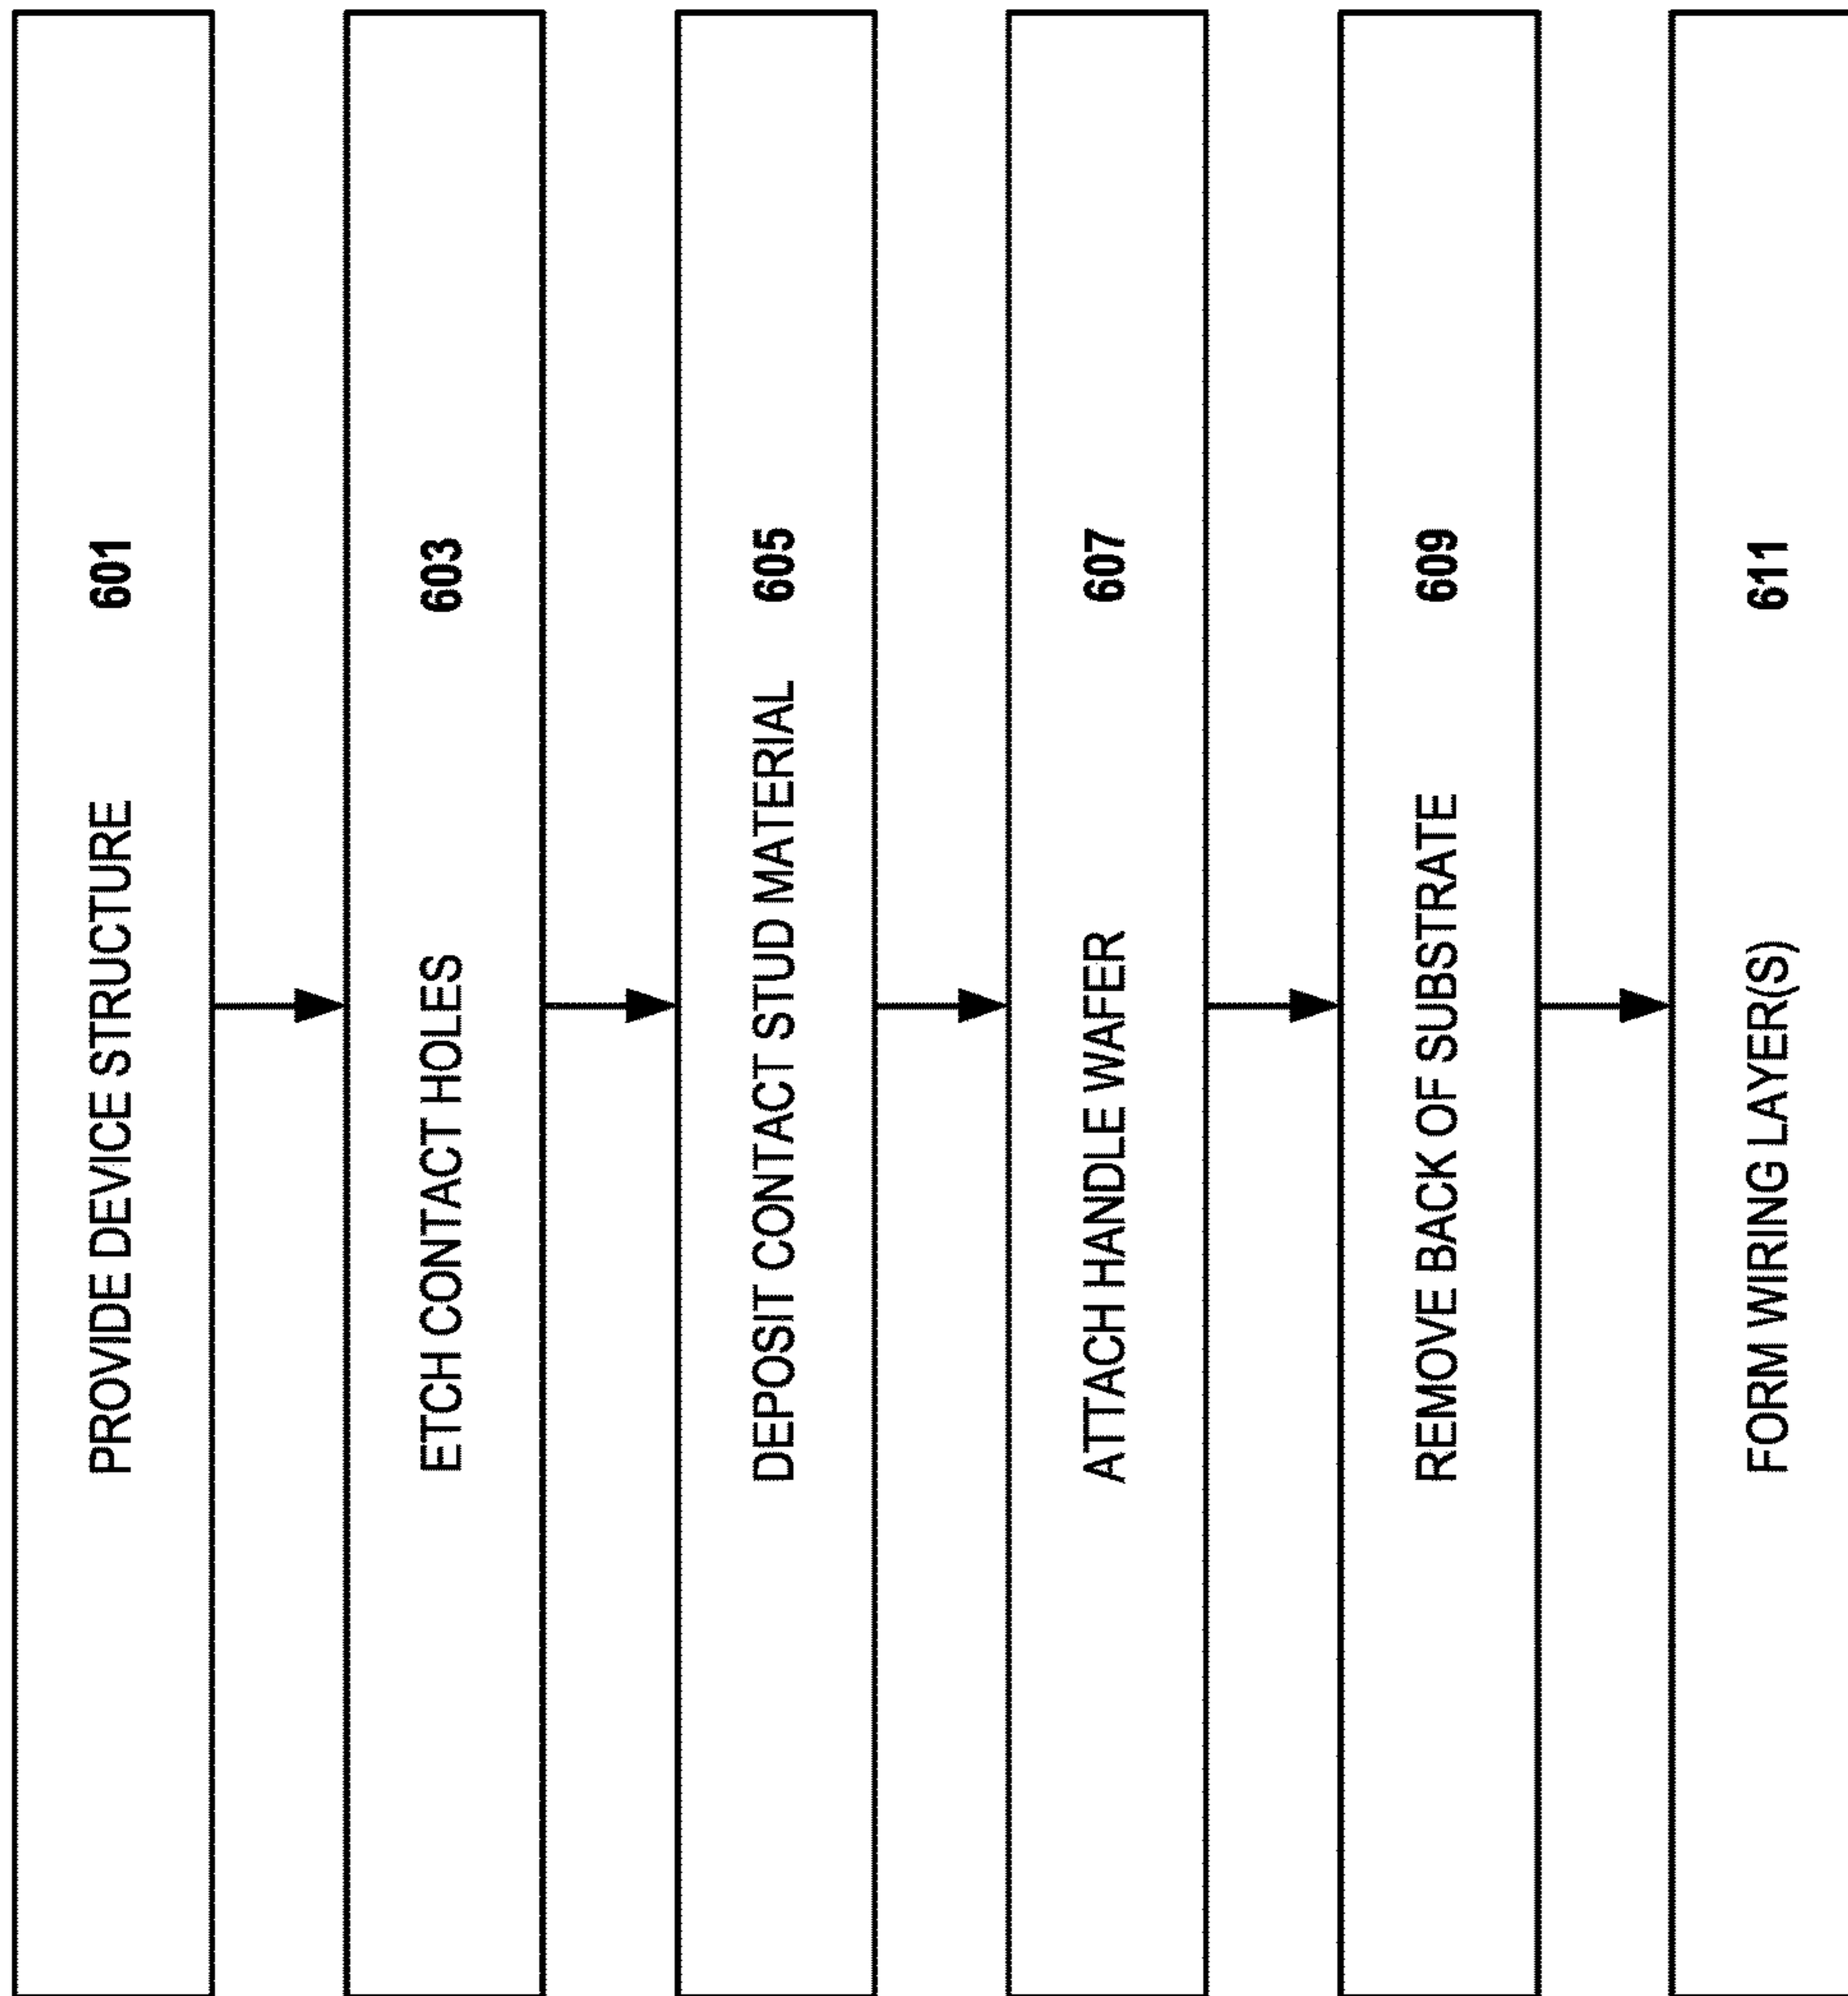 PROVIDE DEVICE STRUCTURE 601
ETCH CONTACT HOLES 603
DEPOSIT CONTACT STUD MATERIAL 605
ATTACH HANDLE WAFER 607
REMOVE BACK OF SUBSTRATE 609
FORM WIRING LAYER(S) 611